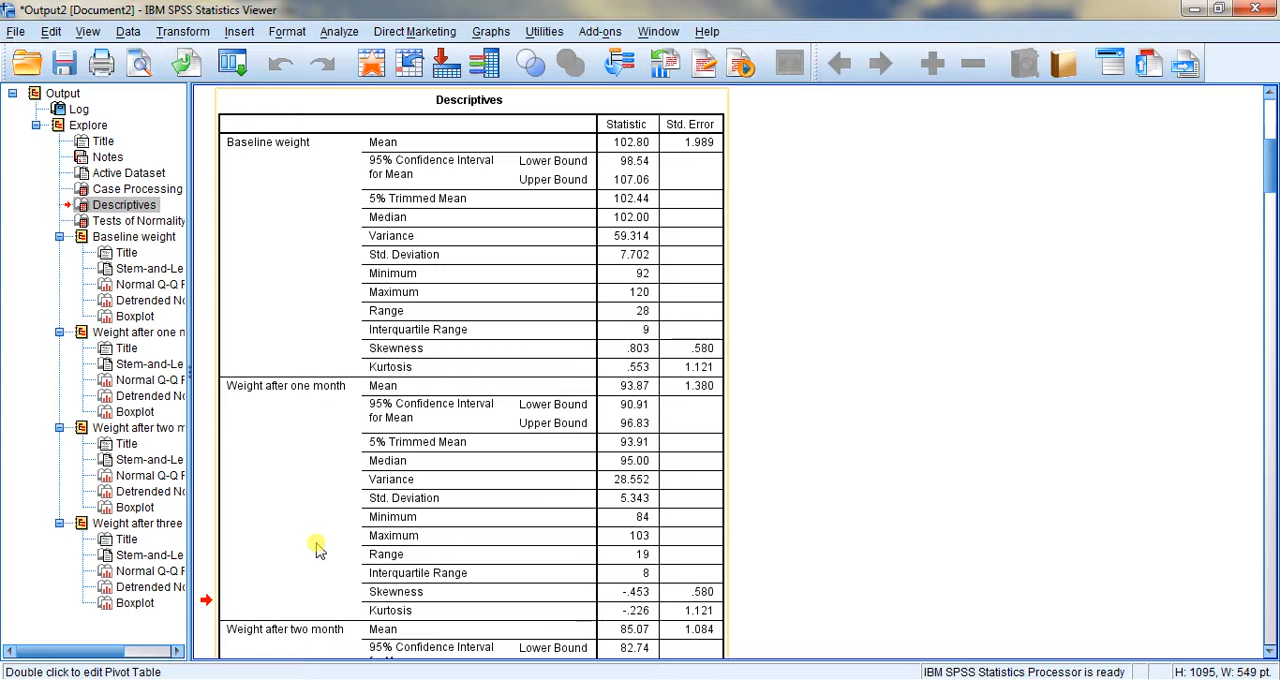 *Output2 [Document2] - IBM SPSS Statistics Viewer
File Edit View Data Transform Insert Format Analyze Direct Marketing Graphs Utilities Add-ons Window Help
Output
Log
Explore
Title
Notes
Active Dataset
Case Processing
Descriptives
Tests of Normality
Baseline weight
Title
Stem-and-Le
Normal Q-Q F
Detrended No
Boxplot
Weight after one n
Title
Stem-and-Le
Normal Q-Q F
Detrended No
Boxplot
Weight after two m
Title
Stem-and-Le
Normal Q-Q F
Detrended No
Boxplot
Weight after three
Title
Stem-and-Le
Normal Q-Q F
Detrended No
Boxplot
Descriptives
Statistic Std. Error
Baseline weight Mean 102.80 1.989
95% Confidence Interval Lower Bound 98.54
for Mean Upper Bound 107.06
5% Trimmed Mean 102.44
Median 102.00
Variance 59.314
Std. Deviation 7.702
Minimum 92
Maximum 120
Range 28
Interquartile Range 9
Skewness .803 .580
Kurtosis .553 1.121
Weight after one month Mean 93.87 1.380
95% Confidence Interval Lower Bound 90.91
for Mean Upper Bound 96.83
5% Trimmed Mean 93.91
Median 95.00
Variance 28.552
Std. Deviation 5.343
Minimum 84
Maximum 103
Range 19
Interquartile Range 8
Skewness -.453 .580
Kurtosis -.226 1.121
Weight after two month Mean 85.07 1.084
95% Confidence Interval Lower Bound 82.74
Double click to edit Pivot Table IBM SPSS Statistics Processor is ready H: 1095, W: 549 pt.